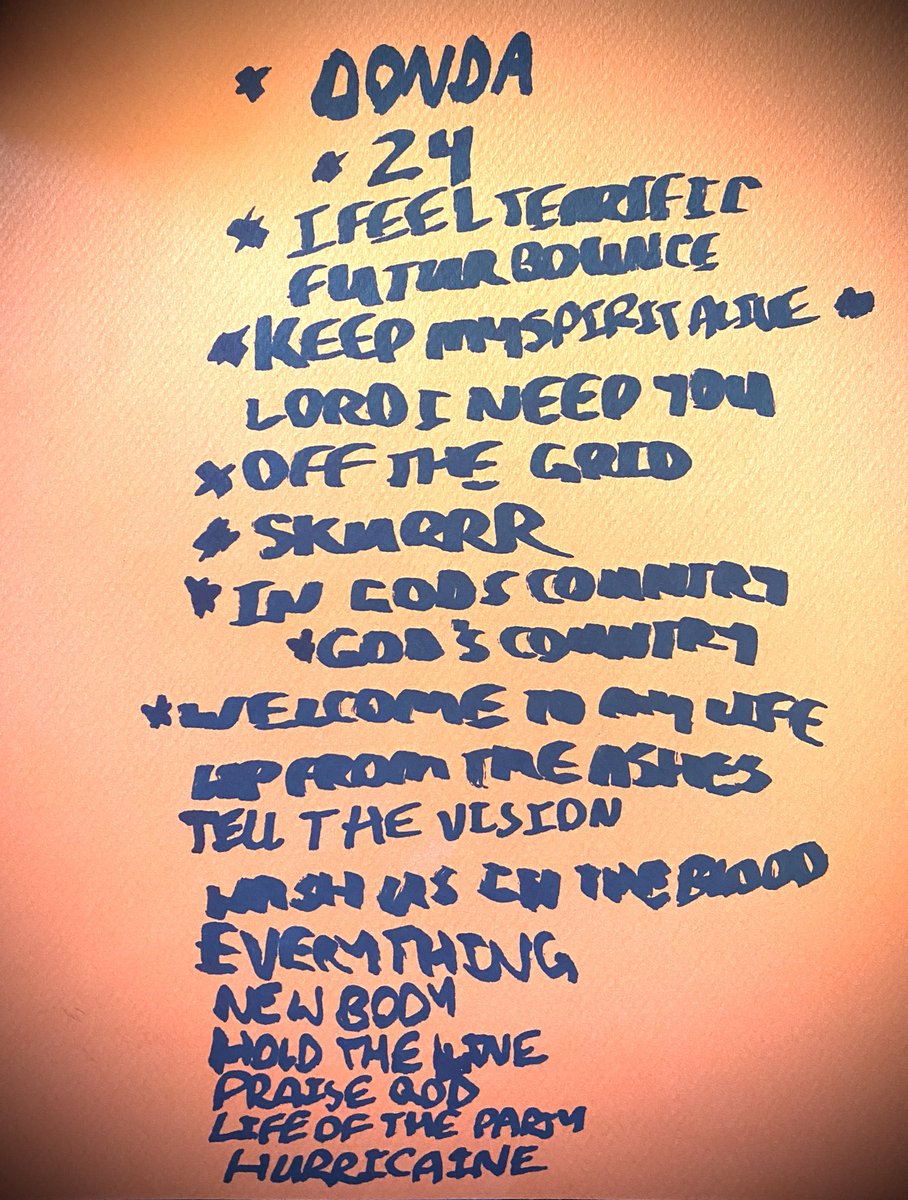 * DONDA
* 24
* I FEEL TERRIFIC
FUTUR BOUNCE
* KEEP MY SPIRIT ALIVE *
LORD I NEED YOU
* OFF THE GRID
* SKURRR
* IN GODS COUNTRY
* GOD'S COUNTRY
* WELCOME TO MY LIFE
UP FROM THE ASHES
TELL THE VISION
WASH US IN THE BLOOD
EVERYTHING
NEW BODY
HOLD THE LINE
PRAISE GOD
LIFE OF THE PARTY
HURRICAINE